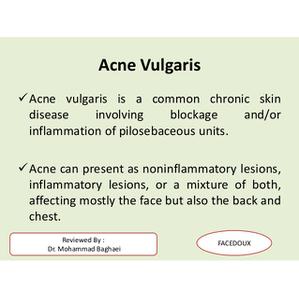 Acne Vulgaris
✓Acne vulgaris is a common chronic skin
disease involving blockage and/or
inflammation of pilosebaceous units.
✓Acne can present as noninflammatory lesions,
inflammatory lesions, or a mixture of both,
affecting mostly the face but also the back and
chest.
Reviewed By :
Dr. Mohammad Baghaei
FACEDOUX